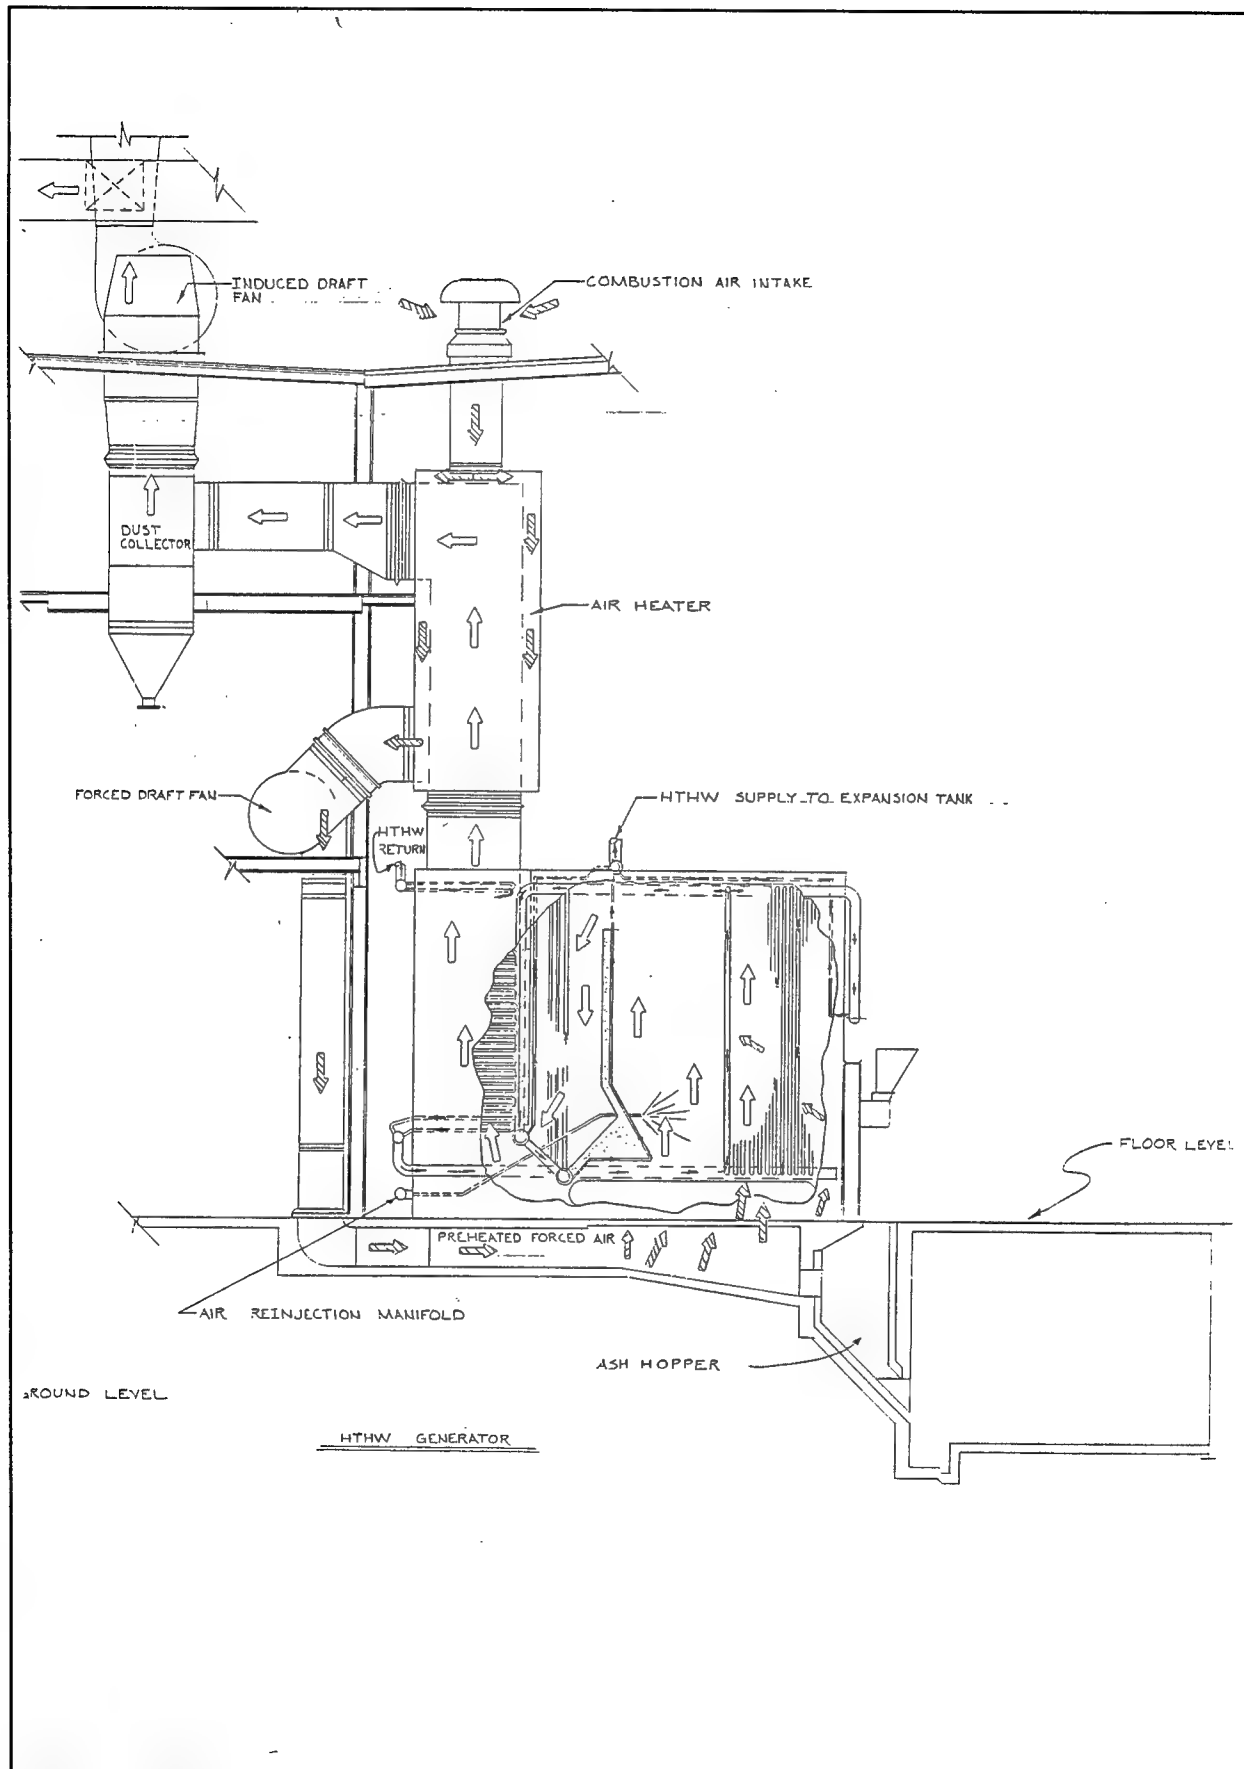 INDUCED DRAFT
FAN
COMBUSTION AIR INTAKE
DUST
COLLECTOR
AIR HEATER
FORCED DRAFT FAN
HTHW SUPPLY TO EXPANSION TANK
HTHW
RETURN
FLOOR LEVEL
PREHEATED FORCED AIR
AIR REINJECTION MANIFOLD
ASH HOPPER
GROUND LEVEL
HTHW GENERATOR